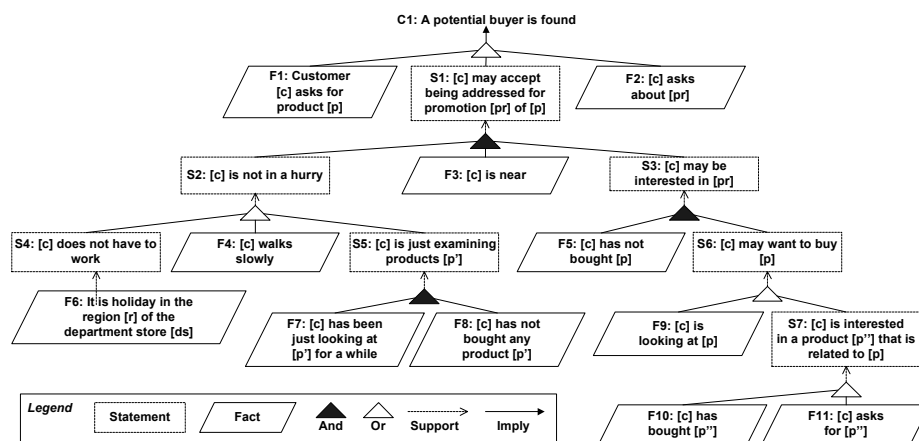 C1: A potential buyer is found
F1: Customer
[c] asks for
product [p]
S1: [c] may accept
being addressed for
promotion [pr] of [p]
F2: [c] asks
about [pr]
S2: [c] is not in a hurry
F3: [c] is near
S3: [c] may be
interested in [pr]
S4: [c] does not have to
work
F4: [c] walks
slowly
S5: [c] is just examining
products [p']
F5: [c] has not
bought [p]
S6: [c] may want to buy
[p]
F6: It is holiday in the
region [r] of the
department store [ds]
F7: [c] has been
just looking at
[p'] for a while
F8: [c] has not
bought any
product [p']
F9: [c] is
looking at [p]
S7: [c] is interested
in a product [p''] that is
related to [p]
F10: [c] has
bought [p'']
F11: [c] asks
for [p'']
Legend
Statement
Fact
And
Or
Support
Imply